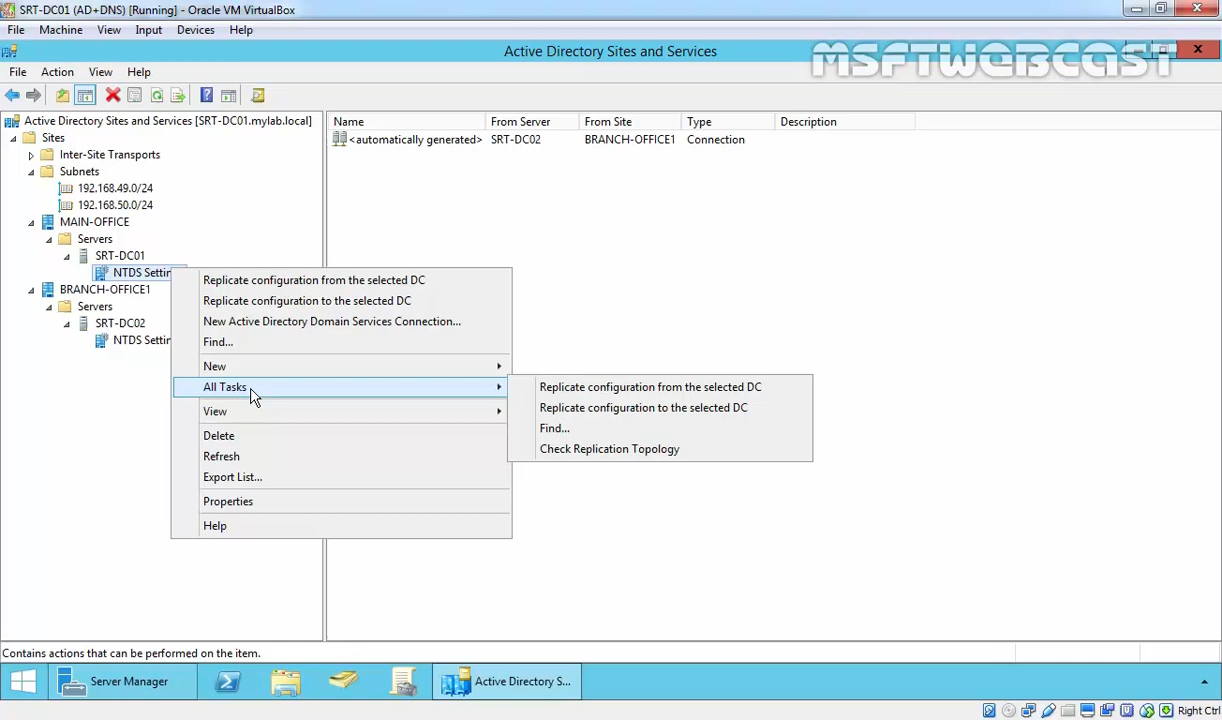 SRT-DC01 (AD+DNS) [Running] - Oracle VM VirtualBox
File Machine View Input Devices Help
Active Directory Sites and Services
MSFTWEBCAST
File Action View Help
Active Directory Sites and Services [SRT-DC01.mylab.local]
Sites
Inter-Site Transports
Subnets
192.168.49.0/24
192.168.50.0/24
MAIN-OFFICE
Servers
SRT-DC01
NTDS Settin
BRANCH-OFFICE1
Servers
SRT-DC02
NTDS Settin
Name From Server From Site Type Description
<automatically generated> SRT-DC02 BRANCH-OFFICE1 Connection
Replicate configuration from the selected DC
Replicate configuration to the selected DC
New Active Directory Domain Services Connection...
Find...
New
All Tasks
View
Delete
Refresh
Export List...
Properties
Help
Replicate configuration from the selected DC
Replicate configuration to the selected DC
Find...
Check Replication Topology
Contains actions that can be performed on the item.
Server Manager
Active Directory S...
Right Ctrl